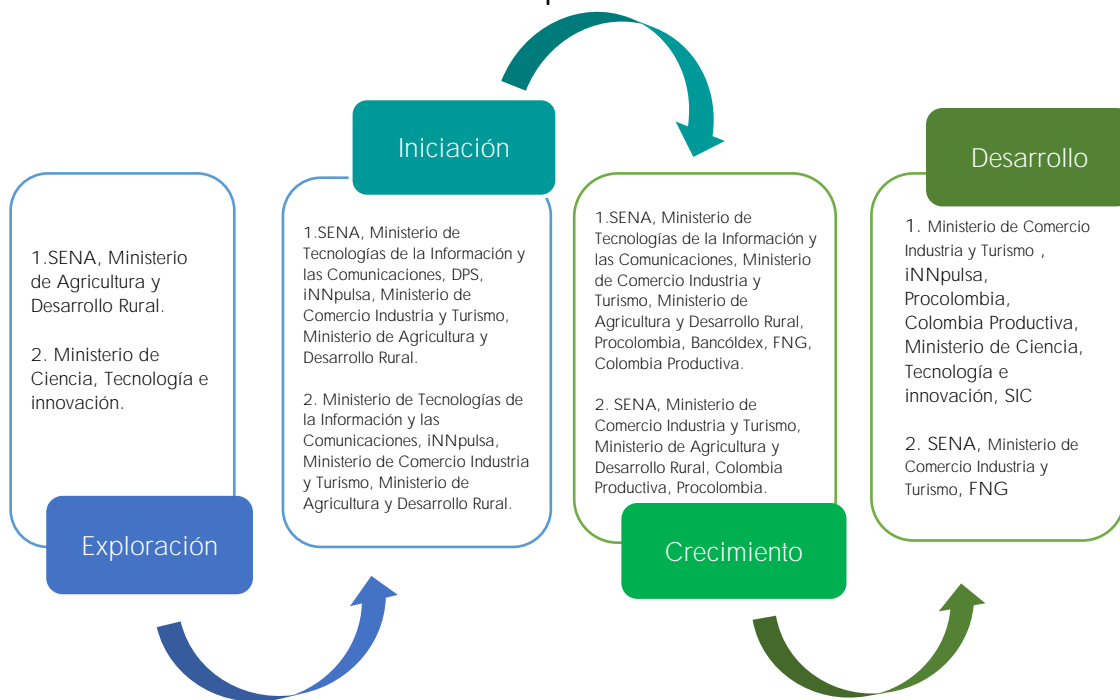 Exploración
1.SENA, Ministerio
de Agricultura y
Desarrollo Rural.
2. Ministerio de
Ciencia, Tecnología e
innovación.
Iniciación
1.SENA, Ministerio de
Tecnologías de la Información y
las Comunicaciones, DPS,
iNNpulsa, Ministerio de
Comercio Industria y Turismo,
Ministerio de Agricultura y
Desarrollo Rural.
2. Ministerio de Tecnologías de
la Información y las
Comunicaciones, iNNpulsa,
Ministerio de Comercio Industria
y Turismo, Ministerio de
Agricultura y Desarrollo Rural.
Crecimiento
1.SENA, Ministerio de
Tecnologías de la Información y
las Comunicaciones, Ministerio
de Comercio Industria y
Turismo, Ministerio de
Agricultura y Desarrollo Rural,
Procolombia, Bancóldex, FNG,
Colombia Productiva.
2. SENA, Ministerio de
Comercio Industria y Turismo,
Ministerio de Agricultura y
Desarrollo Rural, Colombia
Productiva, Procolombia.
Desarrollo
1. Ministerio de Comercio
Industria y Turismo ,
iNNpulsa,
Procolombia,
Colombia Productiva,
Ministerio de Ciencia,
Tecnología e
innovación, SIC
2. SENA, Ministerio de
Comercio Industria y
Turismo, FNG